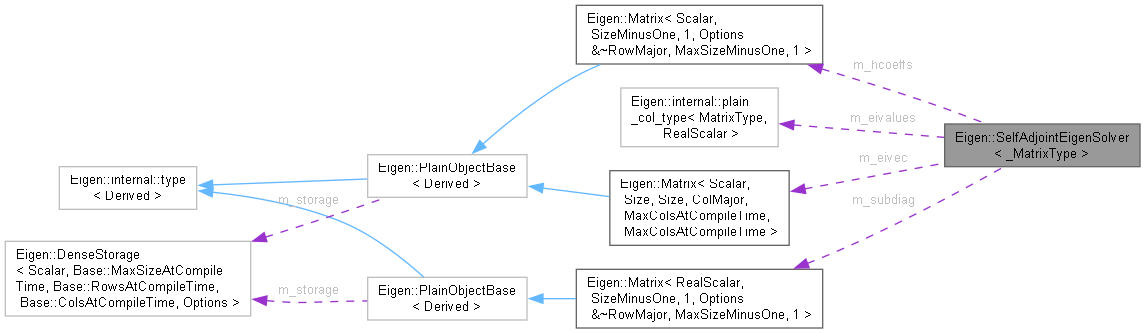 Eigen::Matrix< Scalar,
SizeMinusOne, 1, Options
&~RowMajor, MaxSizeMinusOne, 1 >
m_hcoeffs
Eigen::internal::plain
_col_type< MatrixType,
RealScalar >
m_eivalues
Eigen::SelfAdjointEigenSolver
< _MatrixType >
Eigen::PlainObjectBase
< Derived >
m_eivec
Eigen::internal::type
< Derived >
m_storage
Eigen::Matrix< Scalar,
Size, Size, ColMajor,
MaxColsAtCompileTime,
MaxColsAtCompileTime >
m_subdiag
Eigen::DenseStorage
< Scalar, Base::MaxSizeAtCompile
Time, Base::RowsAtCompileTime,
Base::ColsAtCompileTime, Options >
m_storage
Eigen::PlainObjectBase
< Derived >
Eigen::Matrix< RealScalar,
SizeMinusOne, 1, Options
&~RowMajor, MaxSizeMinusOne, 1 >